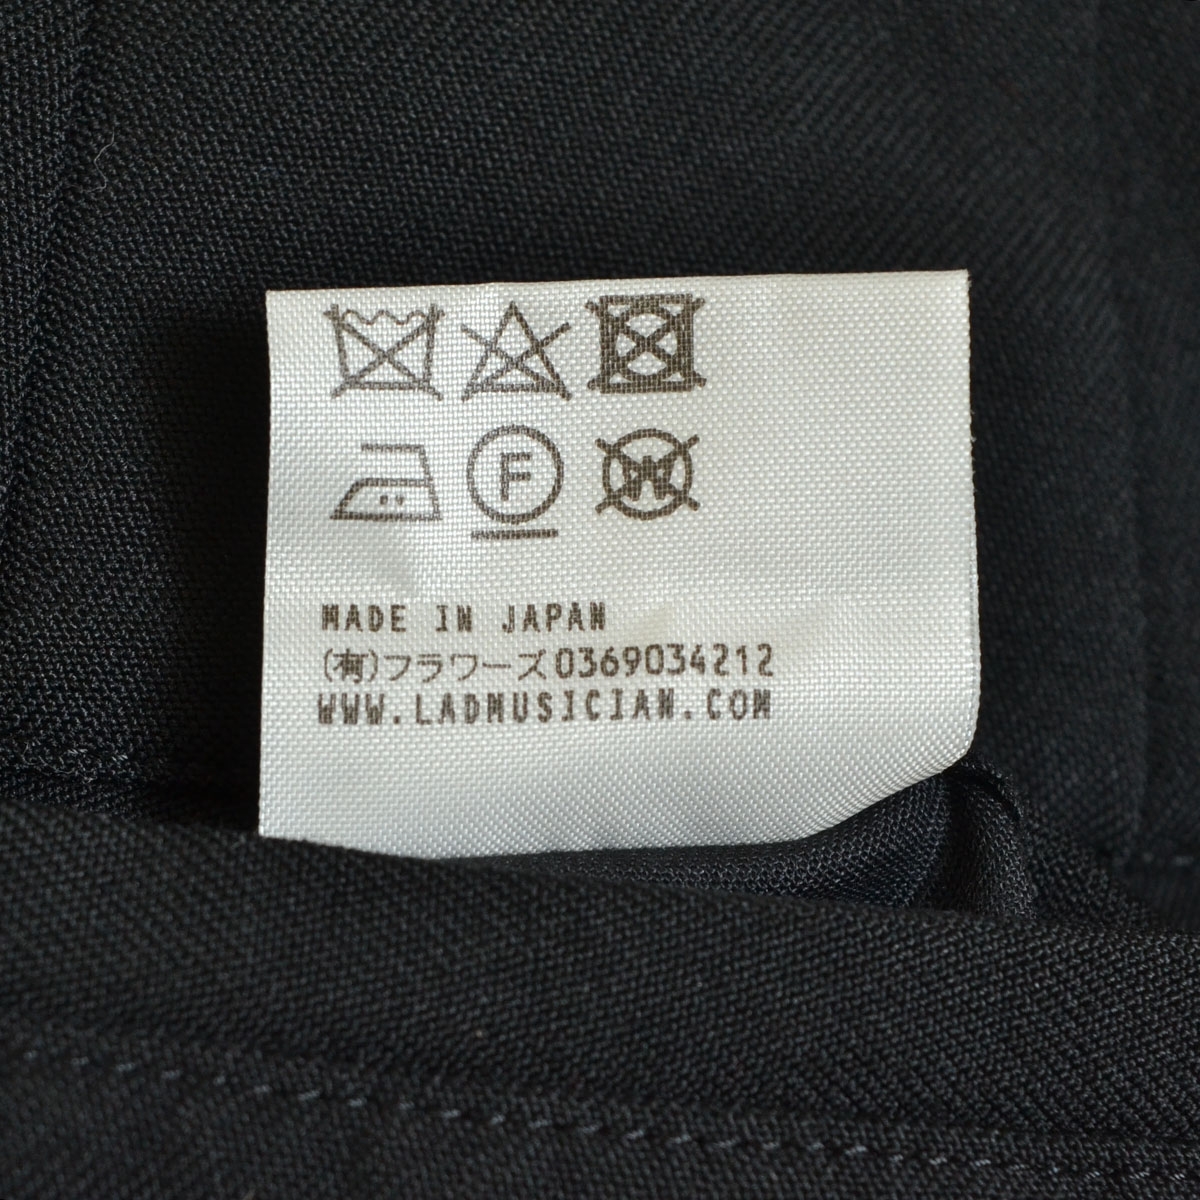 F
W
MADE IN JAPAN
(有)フラワーズ0369034212
WWW.LADMUSICIAN.COM